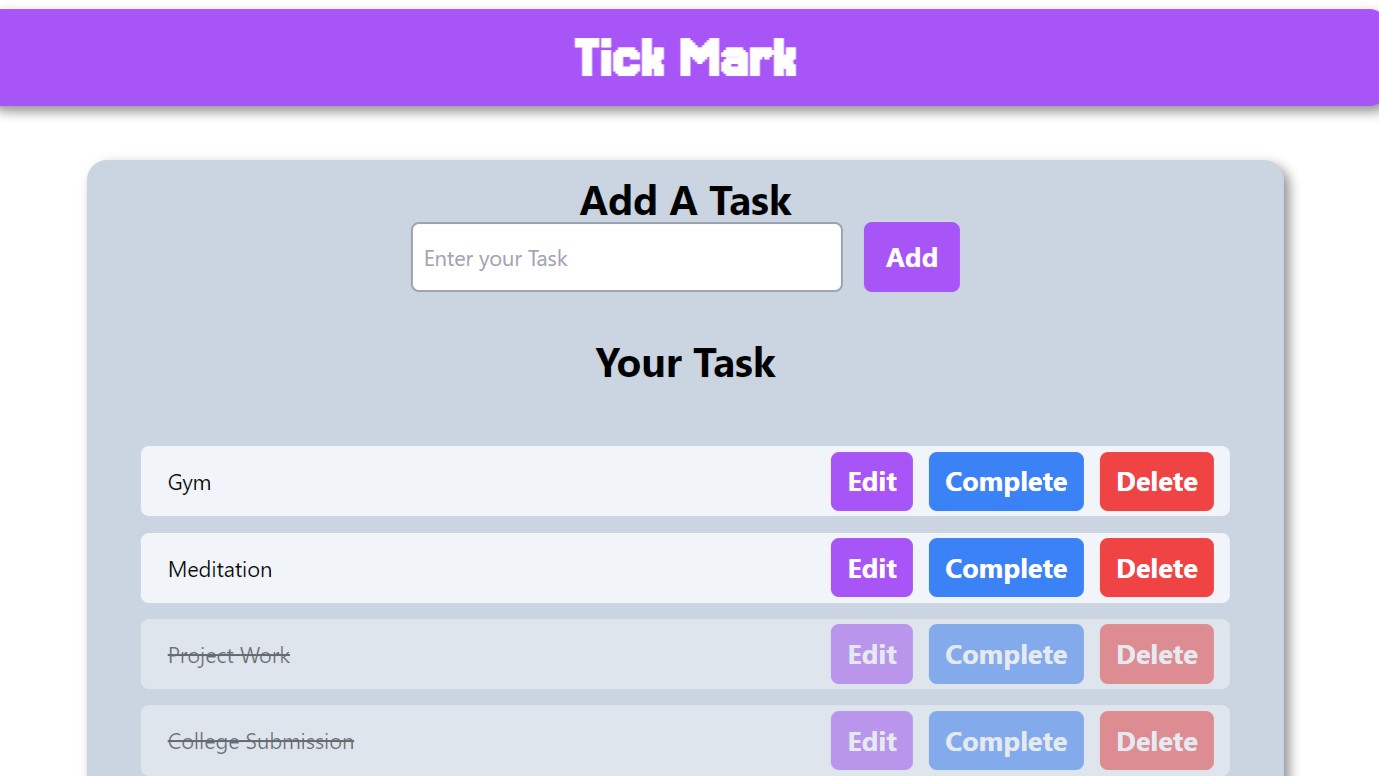 Tick Mark
Add A Task
Enter your Task Add
Your Task
Gym Edit Complete Delete
Meditation Edit Complete Delete
Project Work Edit Complete Delete
College Submission Edit Complete Delete